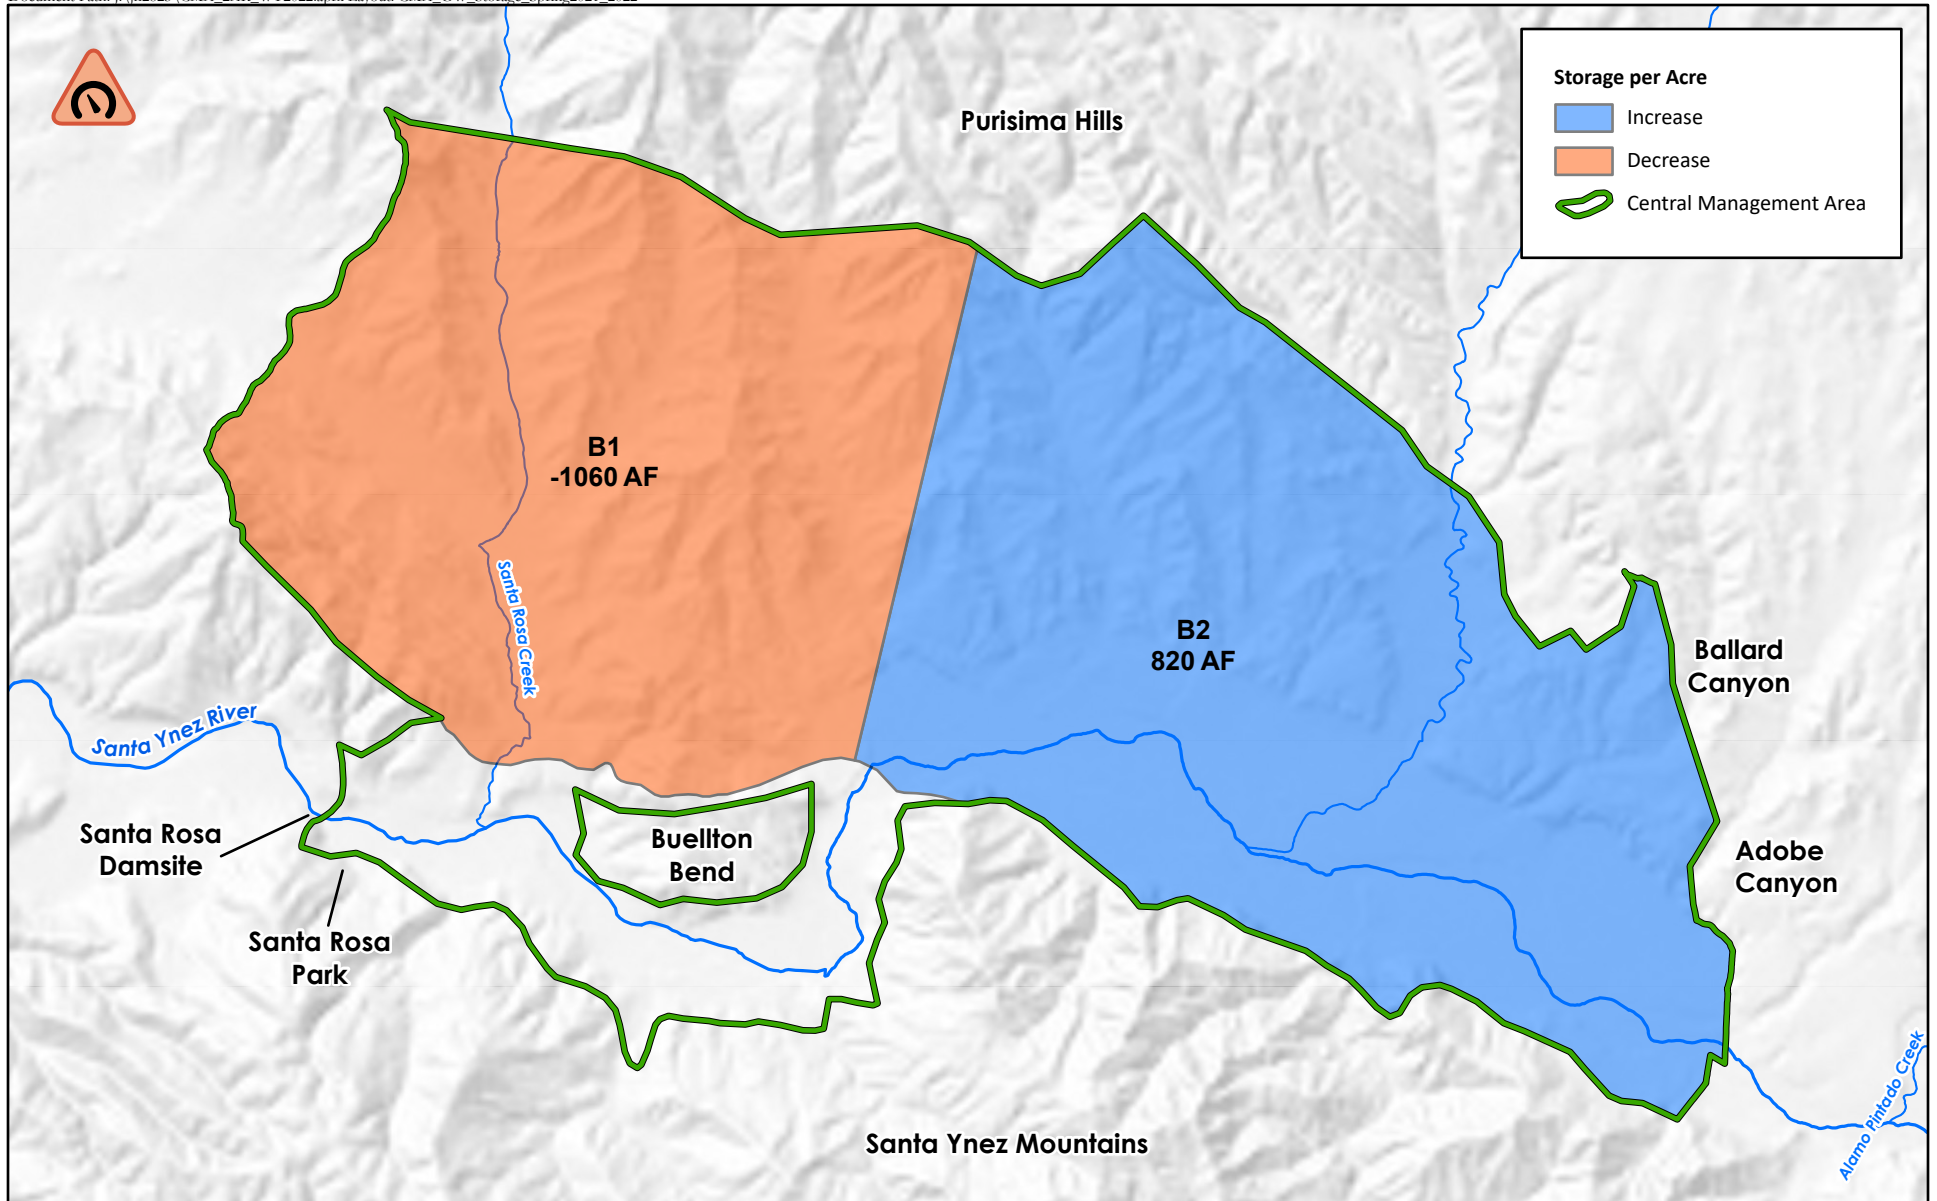 Purisima Hills
Storage per Acre
Increase
Decrease
Central Management Area
B1
-1060 AF
Santa Rosa Creek
B2
820 AF
Ballard
Canyon
Santa Ynez River
Santa Rosa
Damsite
Buellton
Bend
Adobe
Canyon
Santa Rosa
Park
Santa Ynez Mountains
Alamo Pintado Creek